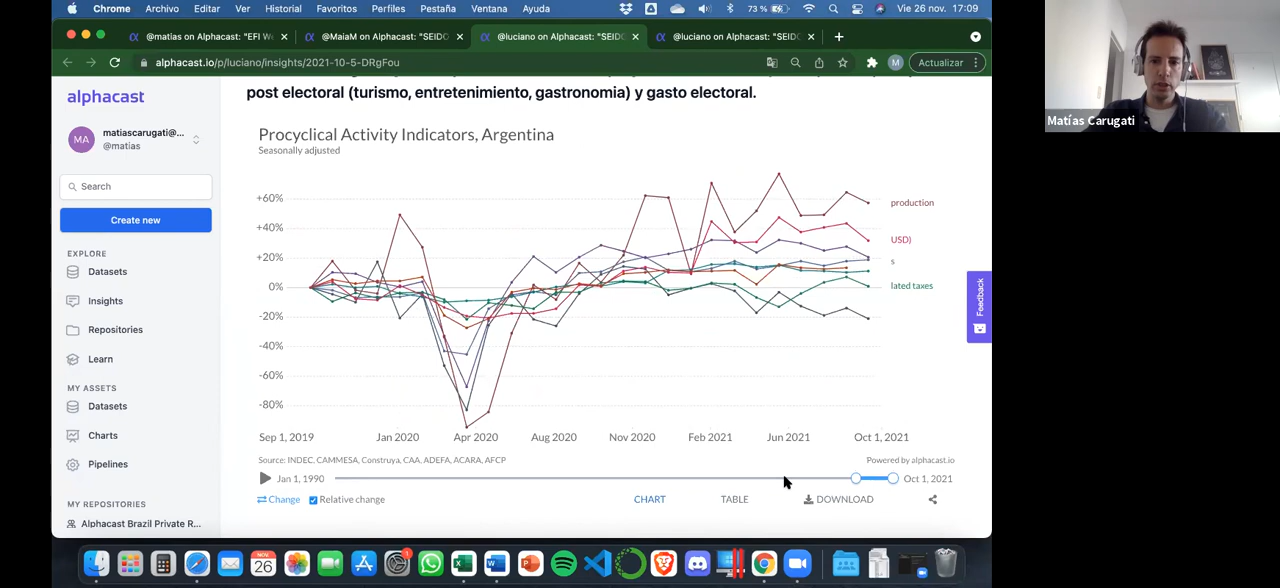 Chrome Archivo Editar Ver Historial Favoritos Perfiles Pestaña Ventana Ayuda 73 % Vie 26 nov. 17:09
@matias on Alphacast: "EFI W
@MaiaM on Alphacast: "SEIDO
@luciano on Alphacast: "SEIDO
@luciano on Alphacast: "SEIDO
alphacast.io/p/luciano/insights/2021-10-5-DRgFou
M
Actualizar
alphacast
MA
matiascarugati@...
@matias
Search
Create new
EXPLORE
Datasets
Insights
Repositories
Learn
MY ASSETS
Datasets
Charts
Pipelines
MY REPOSITORIES
Alphacast Brazil Private R...
post electoral (turismo, entretenimiento, gastronomia) y gasto electoral.
Procyclical Activity Indicators, Argentina
Seasonally adjusted
+60%
+40%
+20%
0%
-20%
-40%
-60%
-80%
production
USD)
s
lated taxes
Sep 1, 2019 Jan 2020 Apr 2020 Aug 2020 Nov 2020 Feb 2021 Jun 2021 Oct 1, 2021
Source: INDEC, CAMMESA, Construya, CAA, ADEFA, ACARA, AFCP
Powered by alphacast.io
Jan 1, 1990
Oct 1, 2021
Change
Relative change
CHART
TABLE
DOWNLOAD
Feedback
NOV.
26
1
Matías Carugati